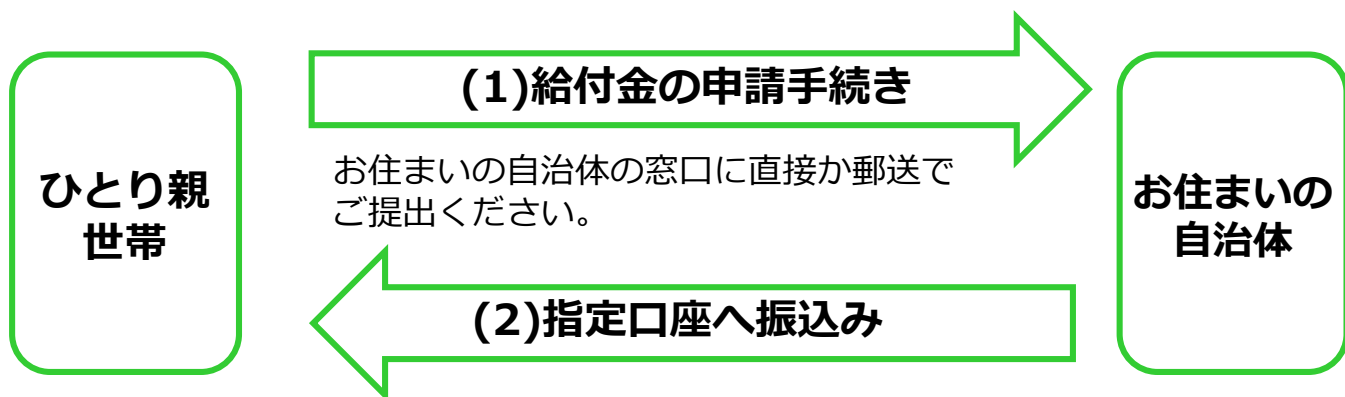 ひとり親
世帯
(1)給付金の申請手続き
お住まいの自治体の窓口に直接か郵送で
ご提出ください。
(2)指定口座へ振込み
お住まいの
自治体